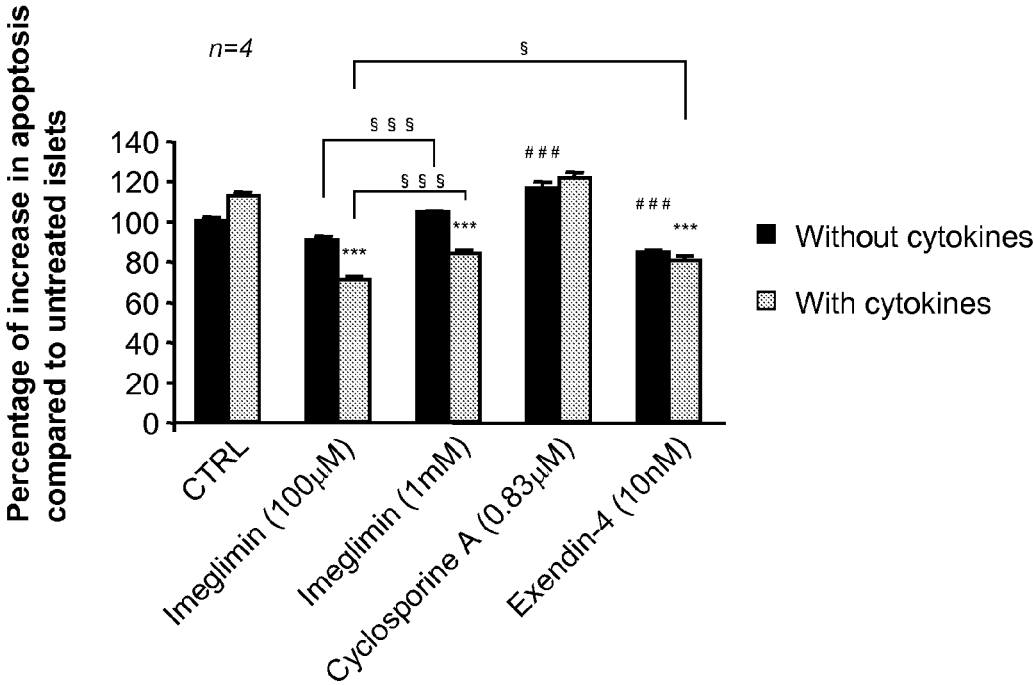 Percentage of increase in apoptosis
compared to untreated islets
n=4
§
§ § §
§ § §
140
120
100
80
60
40
20
0
***
***
###
###
***
CTRL
Imeglimin (100µM)
Imeglimin (1mM)
Cyclosporine A (0.83µM)
Exendin-4 (10nM)
Without cytokines
With cytokines